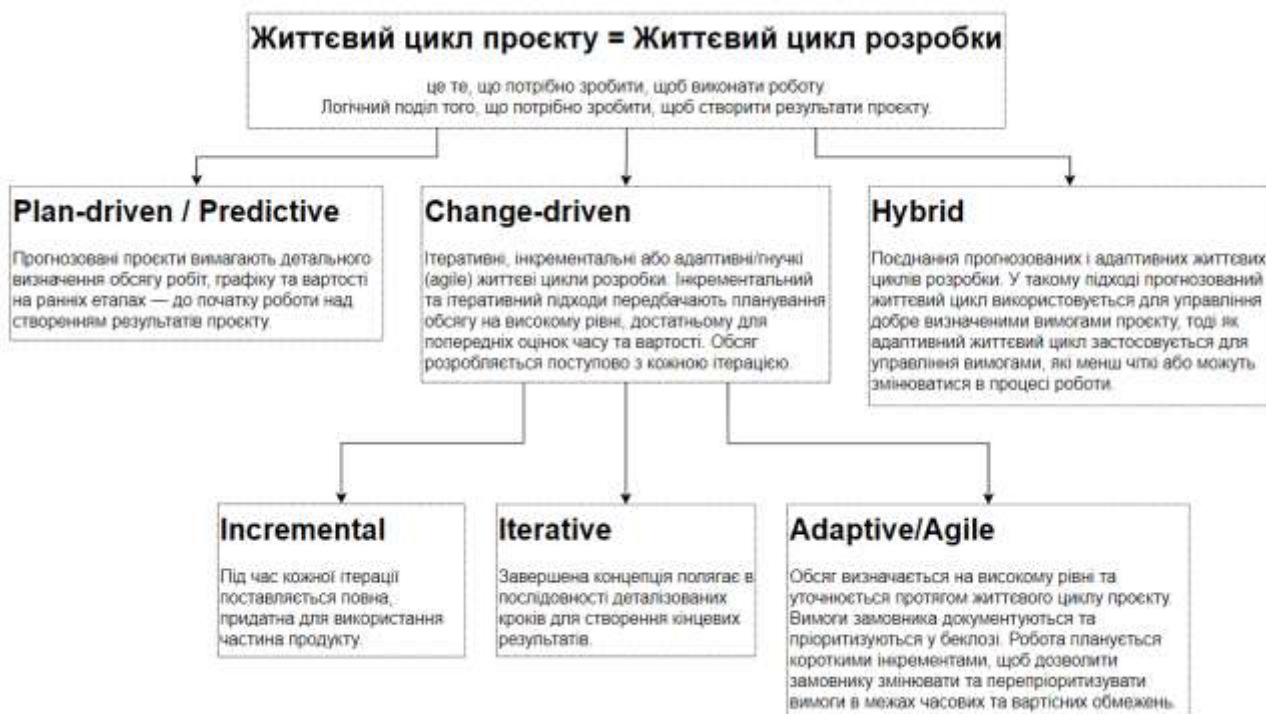 Життєвий цикл проєкту = Життєвий цикл розробки
це те, що потрібно зробити, щоб виконати роботу
Логічний поділ того, що потрібно зробити, щоб створити результати проєкту.
Plan-driven / Predictive
Прогнозовані проєкти вимагають детального
визначення обсягу робіт, графіку та вартості
на ранніх етапах — до початку роботи над
створенням результатів проєкту.
Change-driven
Ітеративні, інкрементальні або адаптивні/гнучкі
(agile) життєві цикли розробки. Інкрементальний
та ітеративний підходи передбачають планування
обсягу на високому рівні, достатньому для
попередніх оцінок часу та вартості. Обсяг
розробляється поступово з кожною ітерацією.
Hybrid
Поєднання прогнозованих і адаптивних життєвих
циклів розробки. У такому підході прогнозований
життєвий цикл використовується для управління
добре визначеними вимогами проєкту, тоді як
адаптивний життєвий цикл застосовується для
управління вимогами, які менш чіткі або можуть
змінюватися в процесі роботи.
Incremental
Під час кожної ітерації
поставляється повна,
придатна для використання
частина продукту.
Iterative
Завершена концепція полягає в
послідовності деталізованих
кроків для створення кінцевих
результатів.
Adaptive/Agile
Обсяг визначається на високому рівні та
уточнюється протягом життєвого циклу проєкту.
Вимоги замовника документуються та
пріоритизуються у беклозі. Робота планується
короткими інкрементами, щоб дозволити
замовнику змінювати та перепріоритизувати
вимоги в межах часових та вартісних обмежень.